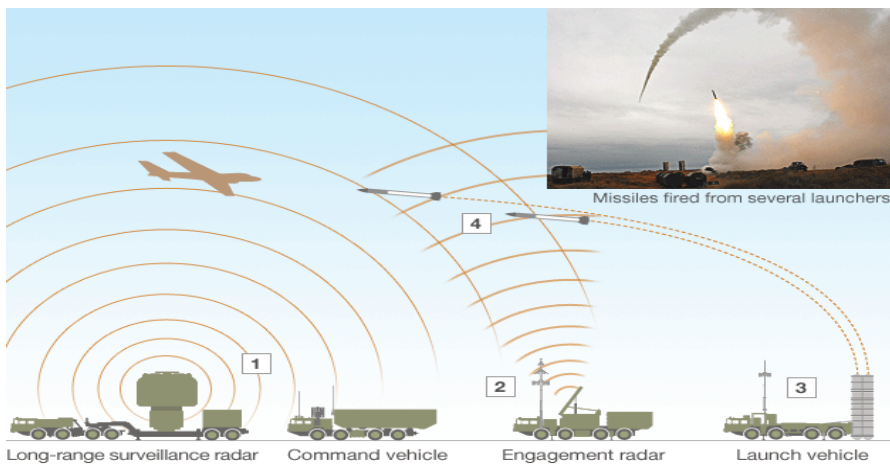 Missiles fired from several launchers
4
1
2
3
Long-range surveillance radar
Command vehicle
Engagement radar
Launch vehicle